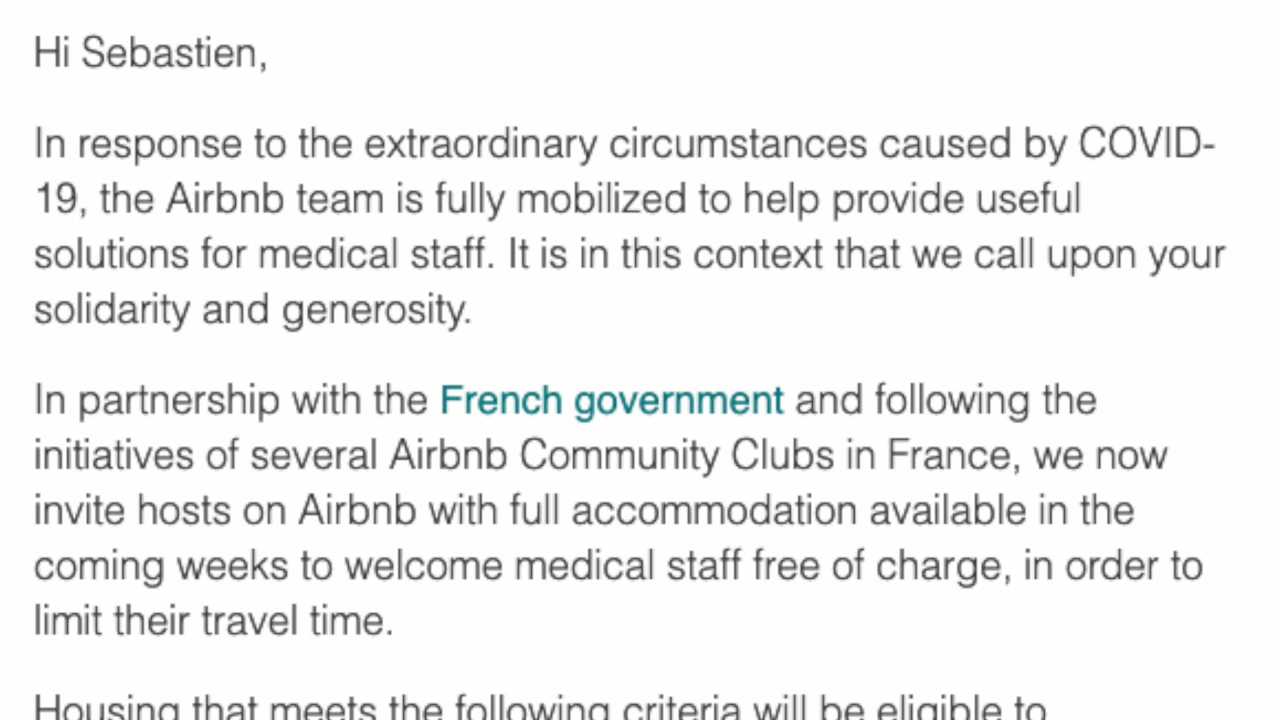 Hi Sebastien,
In response to the extraordinary circumstances caused by COVID-
19, the Airbnb team is fully mobilized to help provide useful
solutions for medical staff. It is in this context that we call upon your
solidarity and generosity.
In partnership with the French government and following the
initiatives of several Airbnb Community Clubs in France, we now
invite hosts on Airbnb with full accommodation available in the
coming weeks to welcome medical staff free of charge, in order to
limit their travel time.
Housing that meets the following criteria will be eligible to